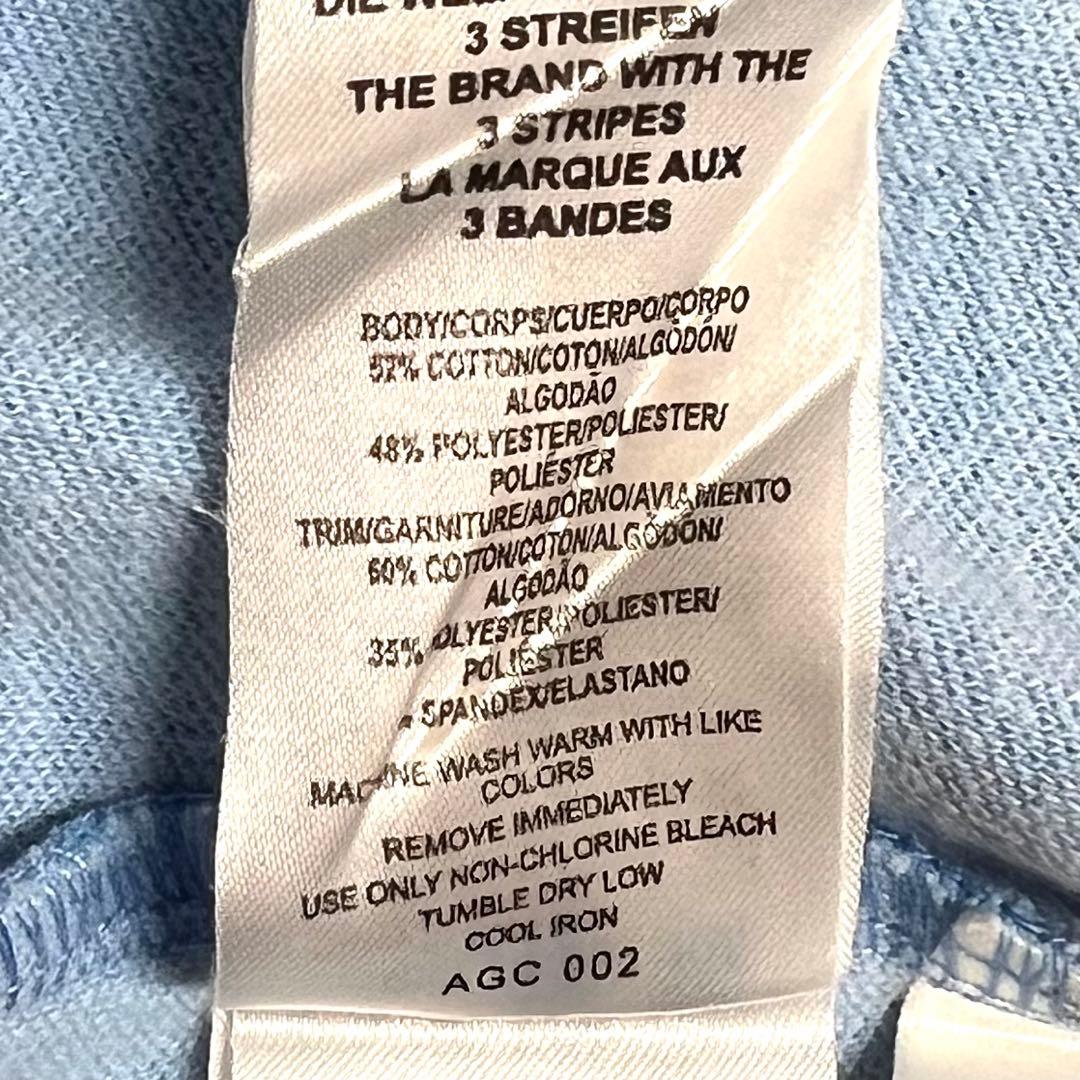 3 STREIFEN
THE BRAND WITH THE
3 STRIPES
LA MARQUE AUX
3 BANDES
BODY/CORPS/CUERPO/CORPO
52% COTTON/COTON/ALGODÓN/
ALGODÃO
48% POLYESTER/POLIESTER/
POLIÉSTER
TRIM/GARNITURE/ADORNO/AVIAMENTO
60% COTTON/COTON/ALGODÓN/
ALGODÃO
35% POLYESTER/POLIESTER/
POLIÉSTER
SPANDEX/ELASTANO
MACHINE WASH WARM WITH LIKE
COLORS
REMOVE IMMEDIATELY
USE ONLY NON-CHLORINE BLEACH
TUMBLE DRY LOW
COOL IRON
AGC 002